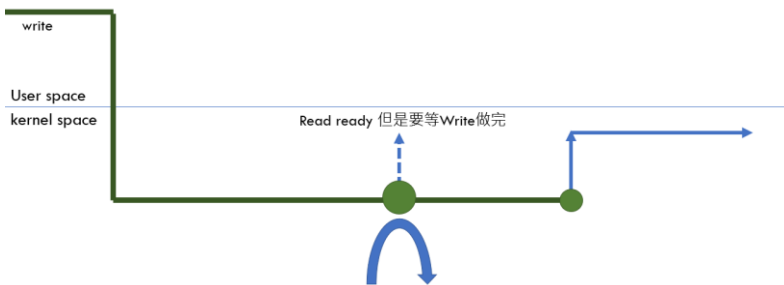 write
User space
kernel space
Read ready 但是要等Write做完